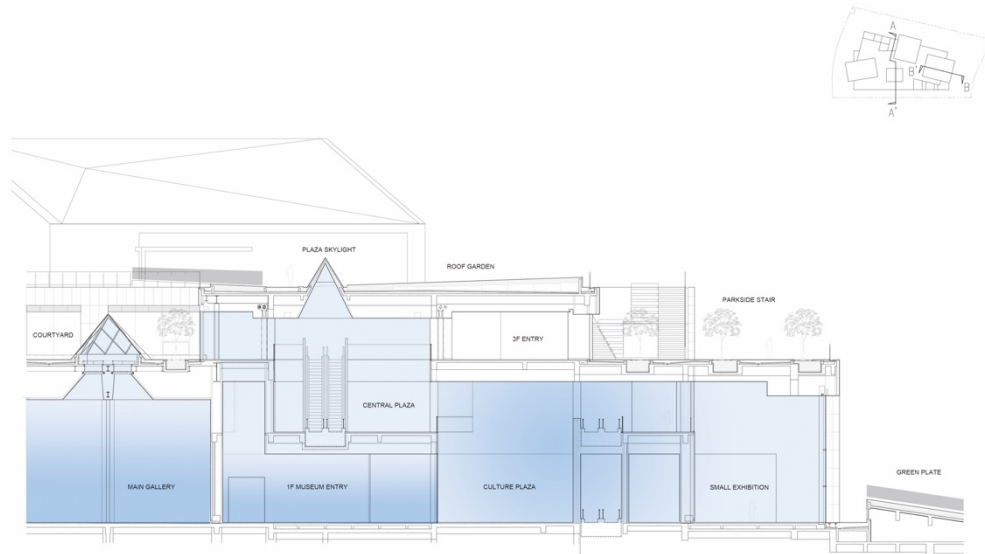 A
B'
B
A'
PLAZA SKYLIGHT
ROOF GARDEN
PARKSIDE STAIR
COURTYARD
3F ENTRY
CENTRAL PLAZA
GREEN PLATE
MAIN GALLERY
1F MUSEUM ENTRY
CULTURE PLAZA
SMALL EXHIBITION